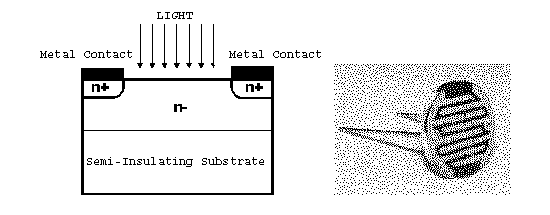 LIGHT
Metal Contact Metal Contact
n+ n+
n-
Semi-Insulating Substrate